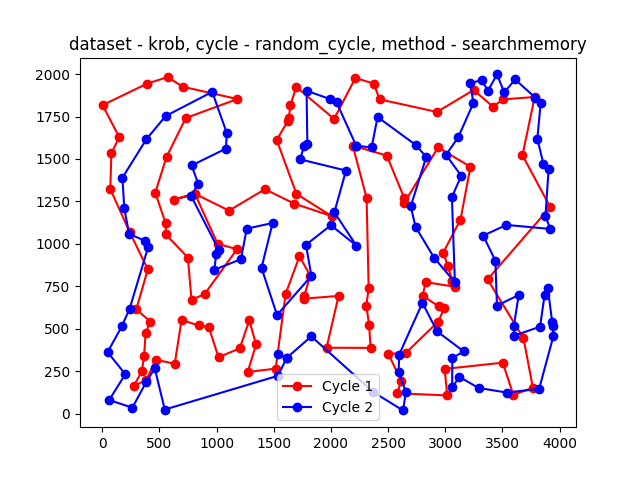 dataset - krob, cycle - random_cycle, method - searchmemory
2000
1750
1500
1250
1000
750
500
250
0
Cycle 1
Cycle 2
0 500 1000 1500 2000 2500 3000 3500 4000